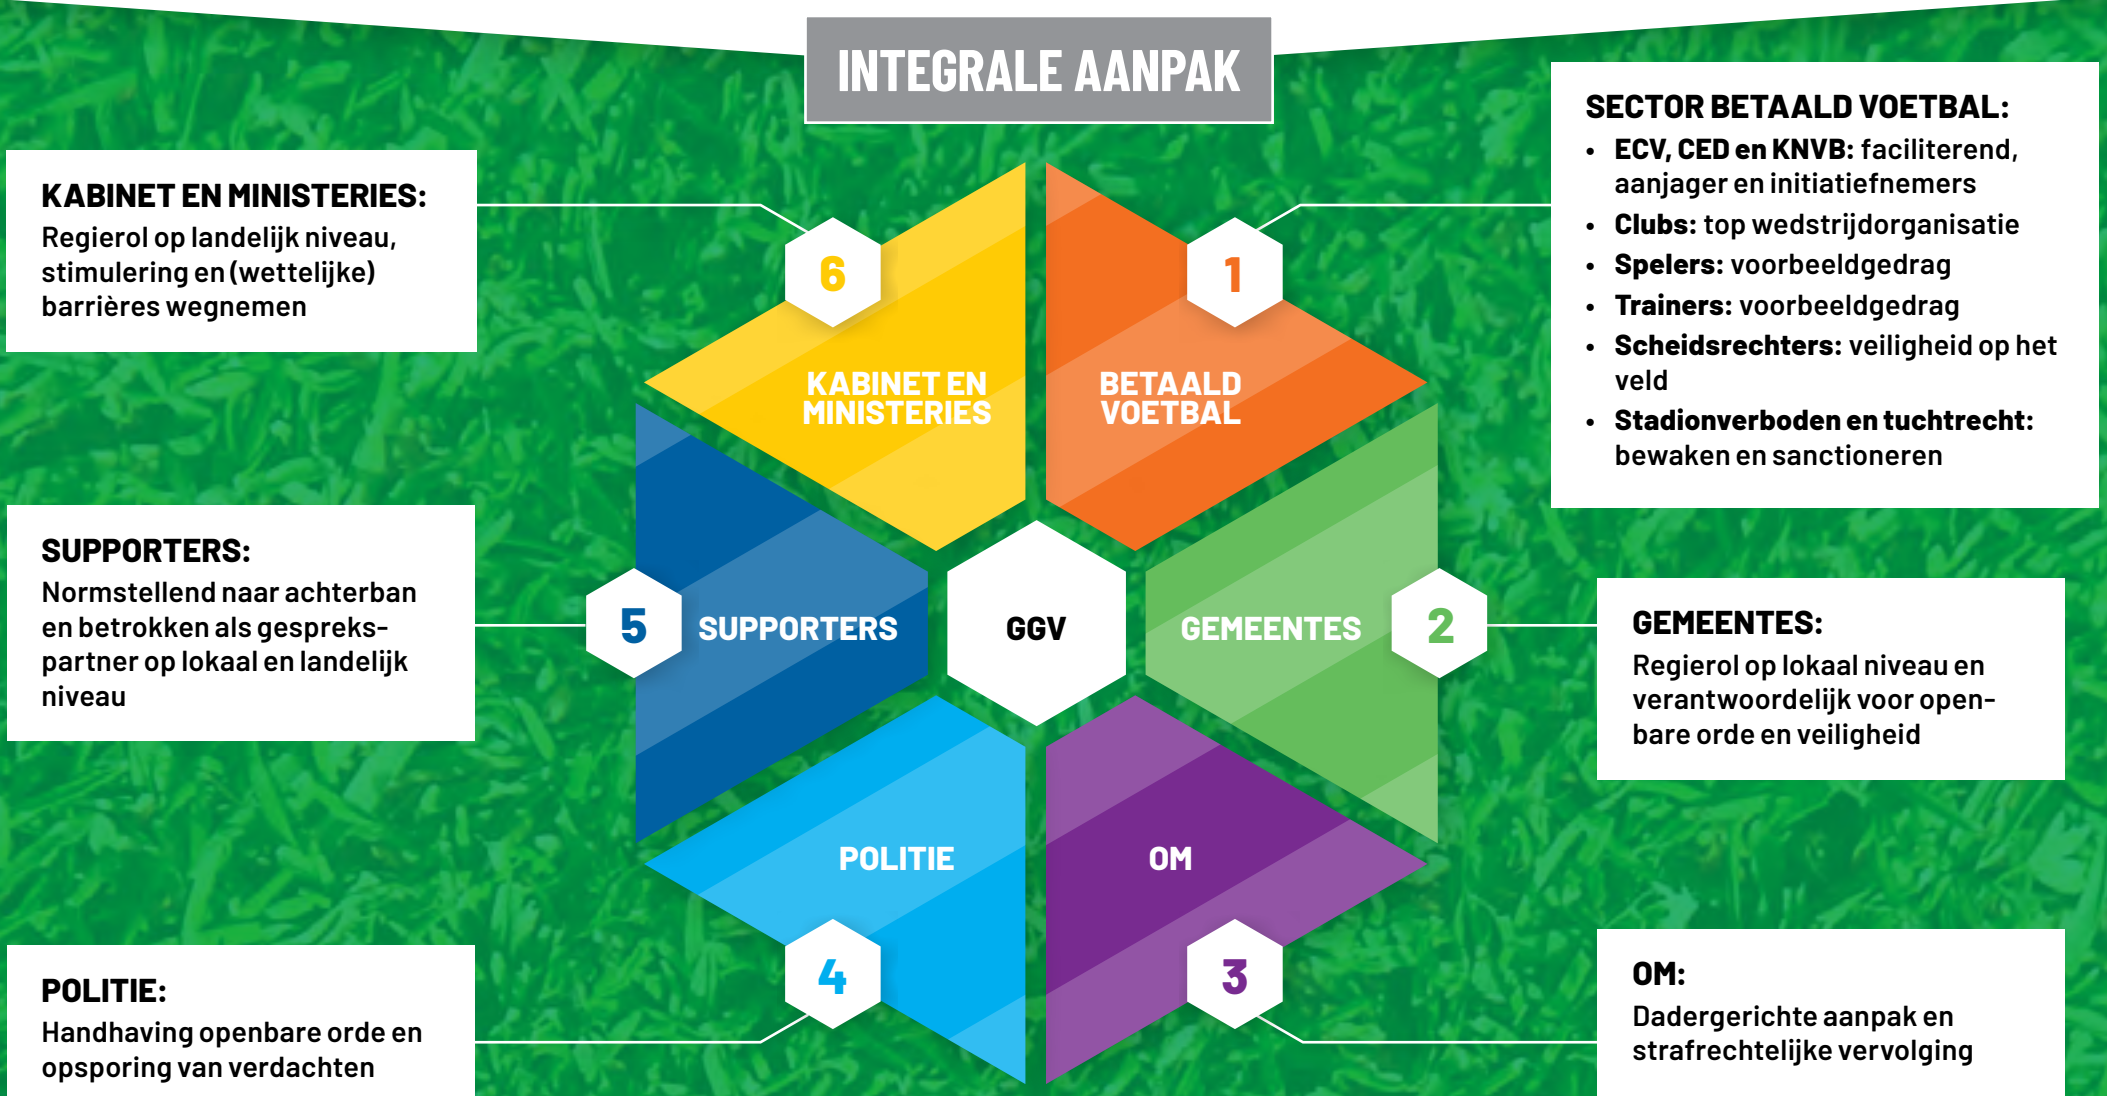 INTEGRALE AANPAK
SECTOR BETAALD VOETBAL:
• ECV, CED en KNVB: faciliterend,
aanjager en initiatiefnemers
• Clubs: top wedstrijdorganisatie
• Spelers: voorbeeldgedrag
• Trainers: voorbeeldgedrag
• Scheidsrechters: veiligheid op het
veld
• Stadionverboden en tuchtrecht:
bewaken en sanctioneren
KABINET EN MINISTERIES:
Regierol op landelijk niveau,
stimulering en (wettelijke)
barrières wegnemen
6
1
KABINET EN
MINISTERIES
BETAALD
VOETBAL
SUPPORTERS:
Normstellend naar achterban
en betrokken als gespreks-
partner op lokaal en landelijk
niveau
5
SUPPORTERS
GGV
GEMEENTES
2
GEMEENTES:
Regierol op lokaal niveau en
verantwoordelijk voor open-
bare orde en veiligheid
POLITIE
OM
4
3
POLITIE:
Handhaving openbare orde en
opsporing van verdachten
OM:
Dadergerichte aanpak en
strafrechtelijke vervolging